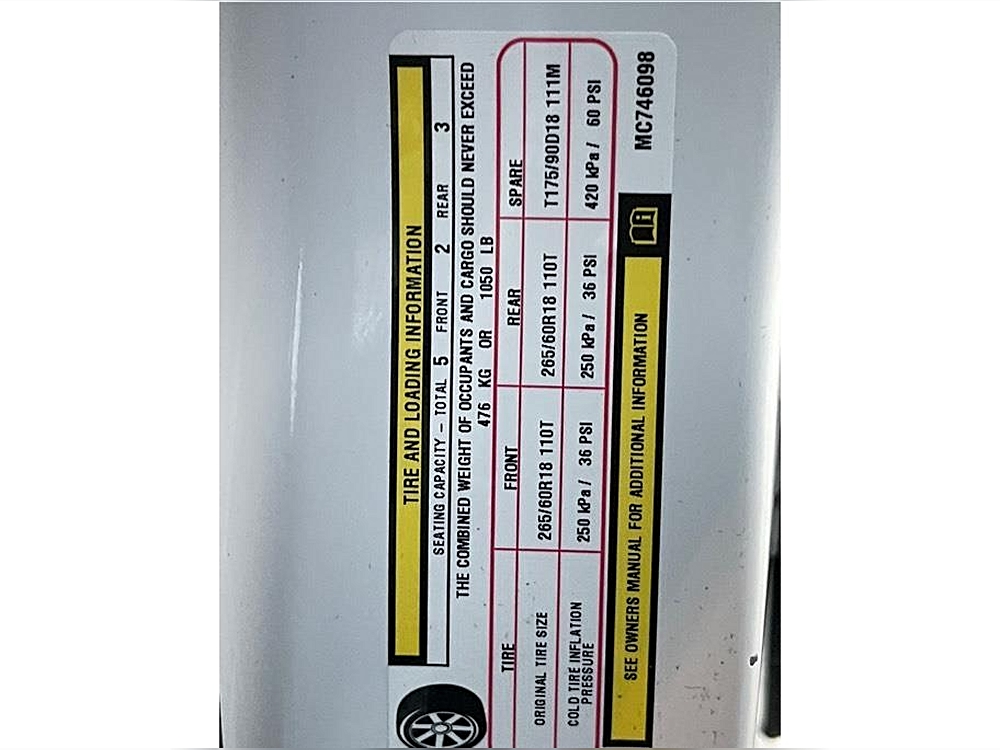 TIRE AND LOADING INFORMATION
SEATING CAPACITY – TOTAL 5 FRONT 2 REAR 3
THE COMBINED WEIGHT OF OCCUPANTS AND CARGO SHOULD NEVER EXCEED
476 KG OR 1050 LB
TIRE FRONT REAR SPARE
ORIGINAL TIRE SIZE 265/60R18 110T 265/60R18 110T T175/90D18 111M
COLD TIRE INFLATION PRESSURE 250 kPa / 36 PSI 250 kPa / 36 PSI 420 kPa / 60 PSI
SEE OWNERS MANUAL FOR ADDITIONAL INFORMATION
MC746098